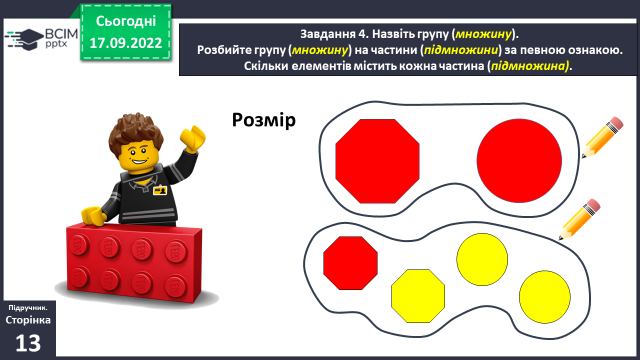 ВСІМ
pptx
Сьогодні
17.09.2022
Завдання 4. Назвіть групу (множину).
Розбийте групу (множину) на частини (підмножини) за певною ознакою.
Скільки елементів містить кожна частина (підмножина).
Розмір
Підручник.
Сторінка
13